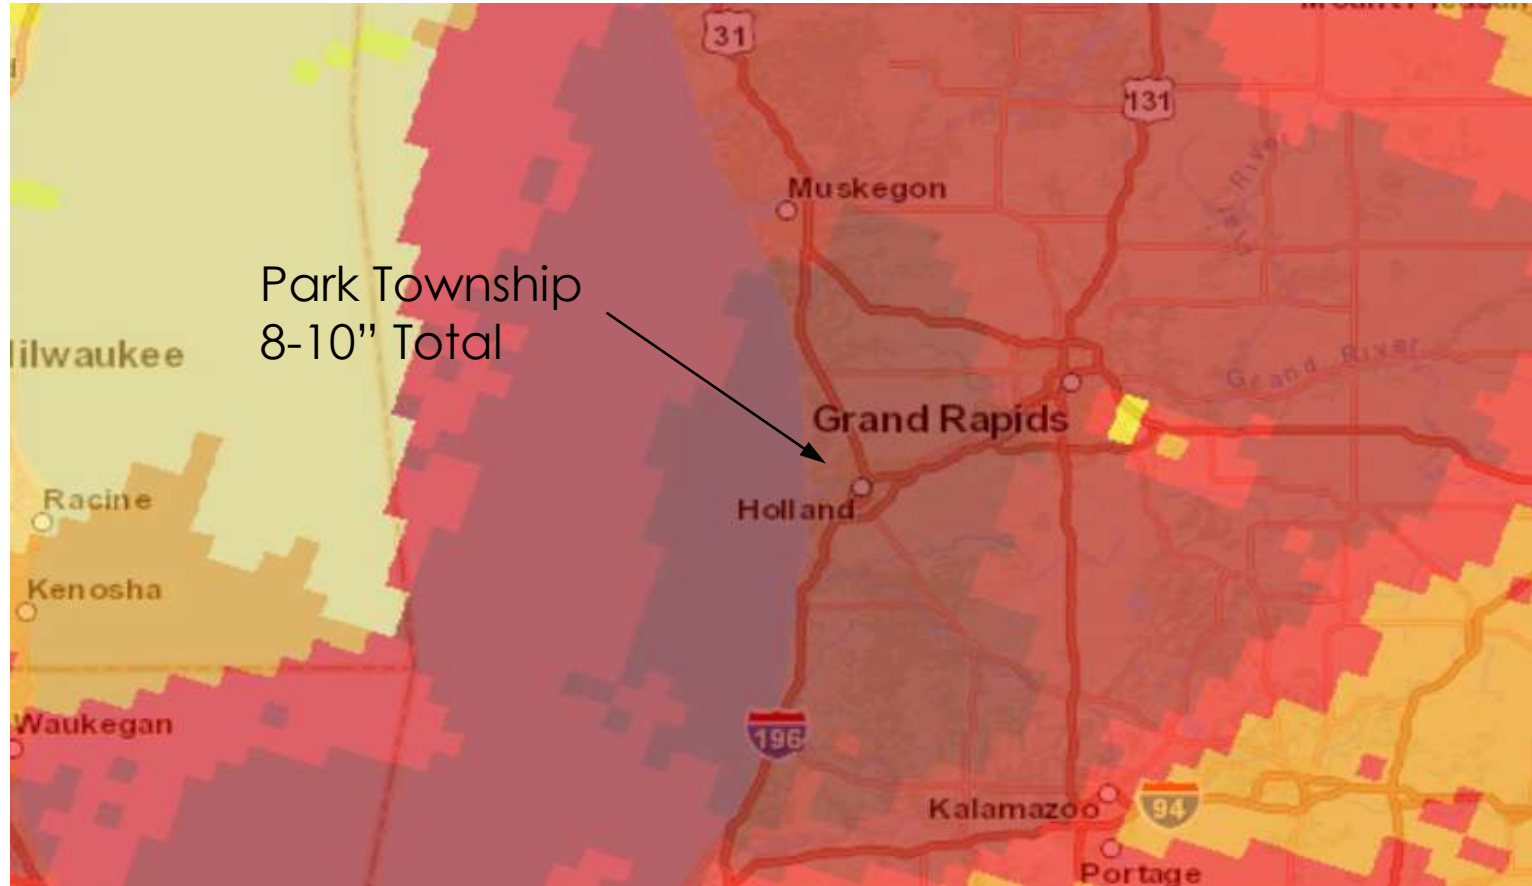 31
131
Muskegon
River
Park Township
8-10” Total
ilwaukee
Grand River
Grand Rapids
Racine
Holland
Kenosha
Waukegan
196
Kalamazoo
94
Portage